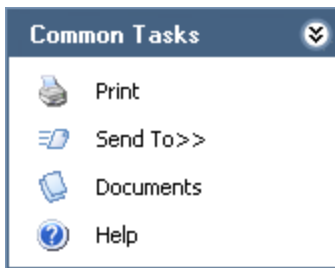 Common Tasks
Print
Send To>>
Documents
Help